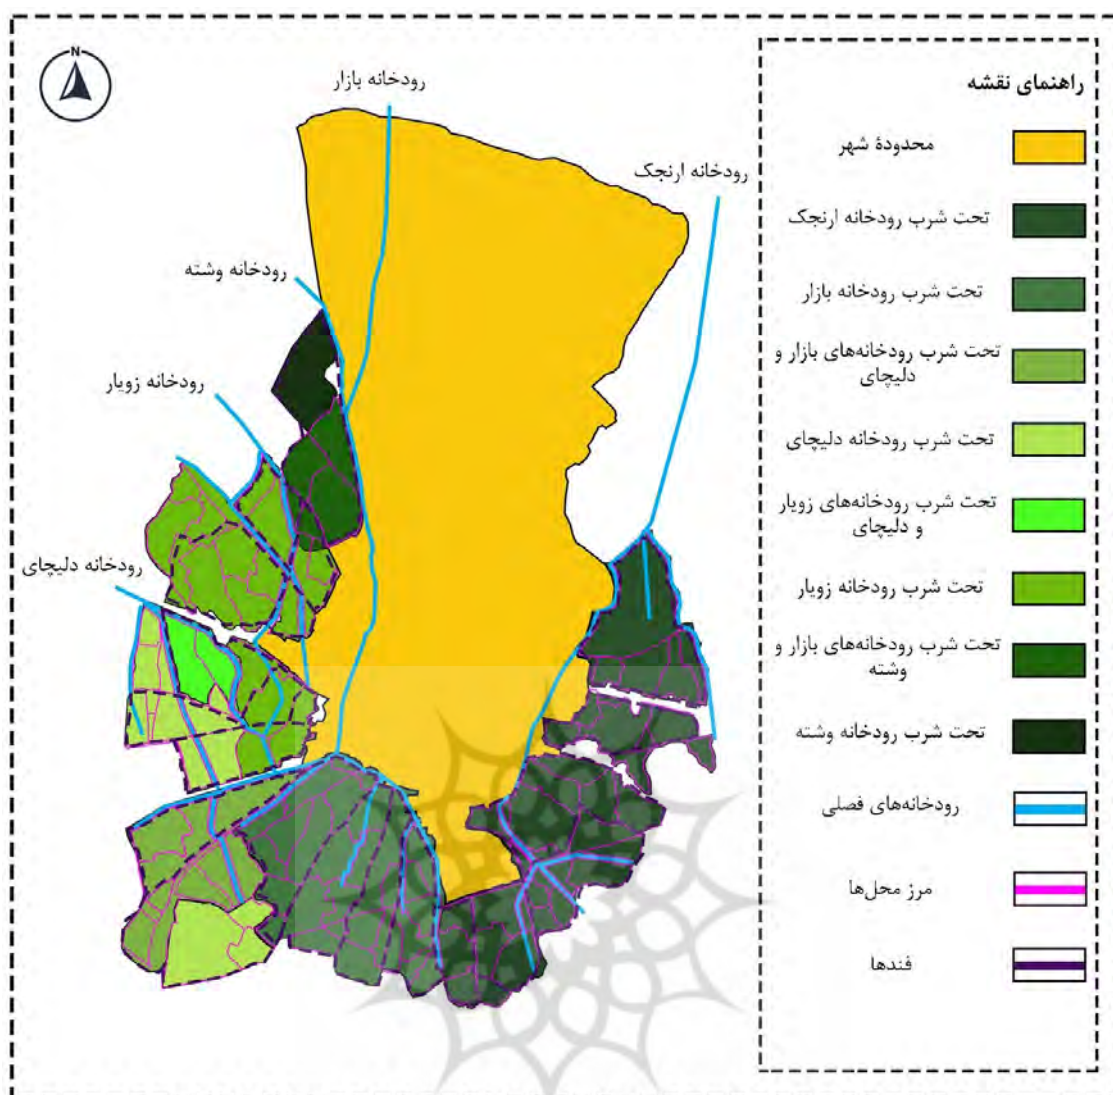 N
رودخانه بازار
رودخانه ارنجک
رودخانه وشته
رودخانه زویار
رودخانه دلیچای
راهنمای نقشه
محدودۀ شهر
تحت شرب رودخانه ارنجک
تحت شرب رودخانه بازار
تحت شرب رودخانه‌های بازار و
دلیچای
تحت شرب رودخانه دلیچای
تحت شرب رودخانه‌های زویار
و دلیچای
تحت شرب رودخانه زویار
تحت شرب رودخانه‌های بازار و
وشته
تحت شرب رودخانه وشته
رودخانه‌های فصلی
مرز محل‌ها
فندها